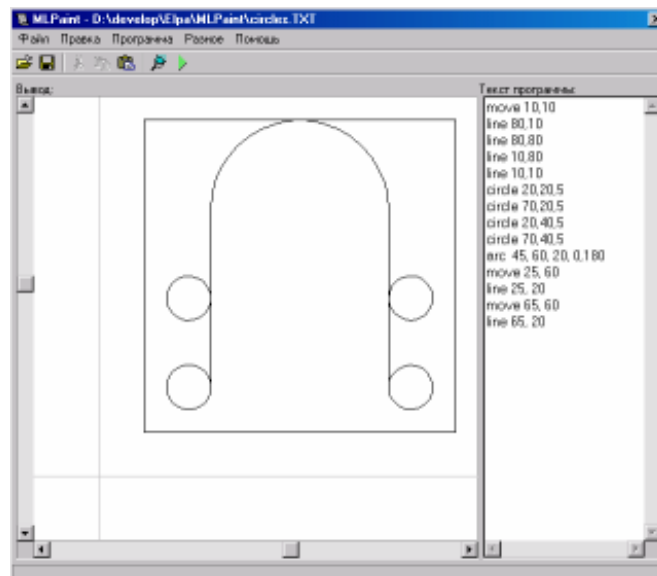 MLPaint - D:\develop\Elpa\MLPaint\circlec.TXT
Файл Правка Программа Разное Помощь
Вывод:
Текст программы:
move 10,10
line 80,10
line 80,80
line 10,80
line 10,10
circle 20,20,5
circle 70,20,5
circle 20,40,5
circle 70,40,5
arc 45, 60, 20, 0,180
move 25, 60
line 25, 20
move 65, 60
line 65, 20